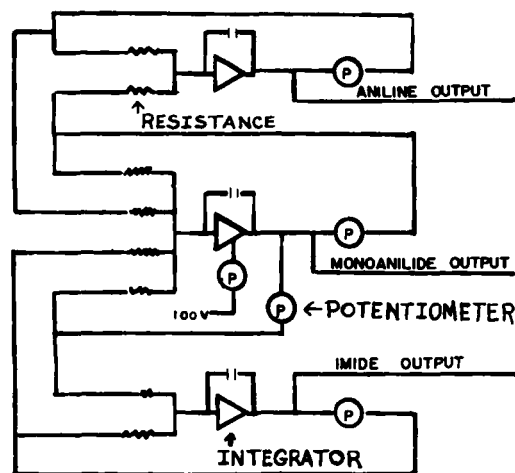 P
ANILINE OUTPUT
RESISTANCE
P
MONOANILIDE OUTPUT
P
P
100V
POTENTIOMETER
IMIDE OUTPUT
P
INTEGRATOR